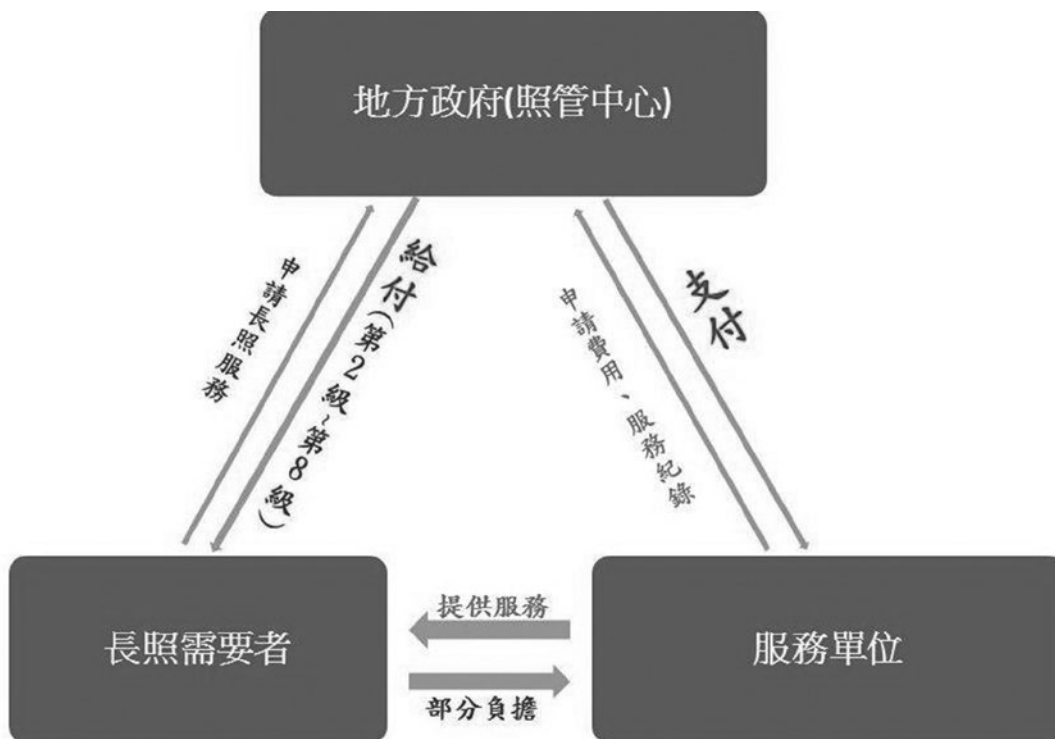 地方政府(照管中心)
申請長照服務
給付(第2級~第8級)
申請費用、服務紀錄
支付
長照需要者
提供服務
部分負擔
服務單位